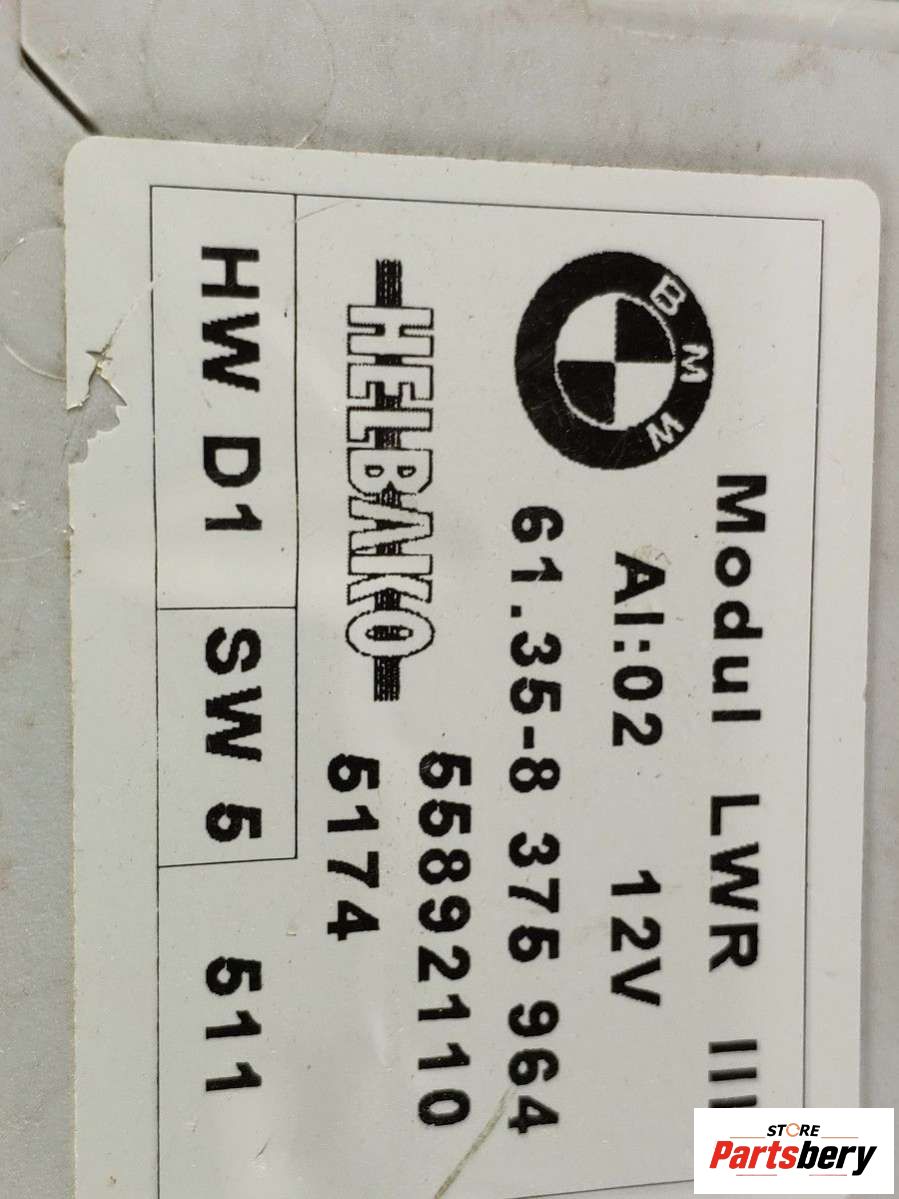 BMW
Modul LWR III
AI:02 12V
61.35-8 375 964
HELBAKO
55892110
5174
HW D1
SW 5
511
STORE
Partsbery